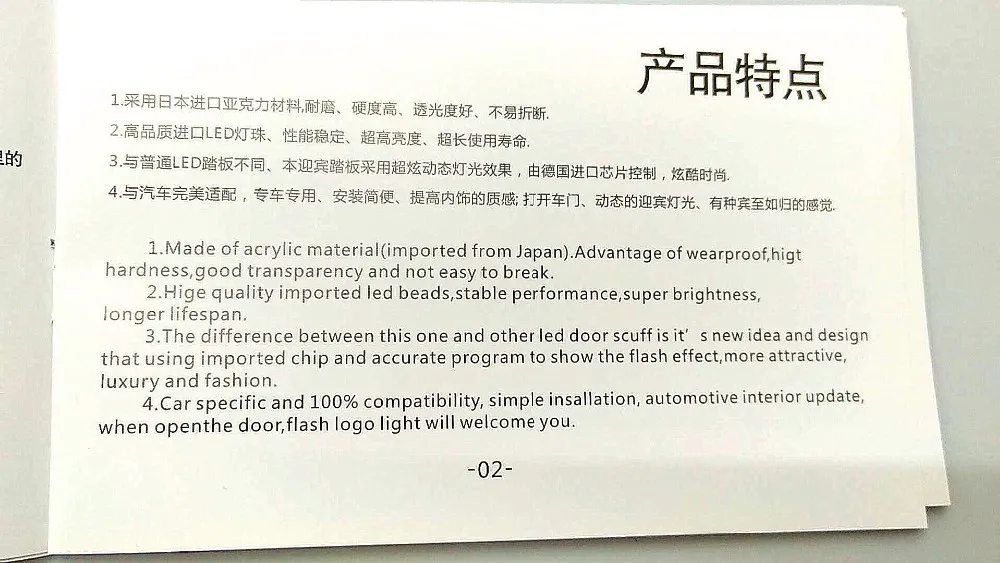 产品特点
1.采用日本进口亚克力材料,耐磨、硬度高、透光度好、不易折断.
2.高品质进口LED灯珠、性能稳定、超高亮度、超长使用寿命.
3.与普通LED踏板不同、本迎宾踏板采用超炫动态灯光效果，由德国进口芯片控制，炫酷时尚.
4.与汽车完美适配，专车专用、安装简便、提高内饰的质感; 打开车门、动态的迎宾灯光、有种宾至如归的感觉.
1.Made of acrylic material(imported from Japan).Advantage of wearproof,higt
hardness,good transparency and not easy to break.
2.Hige quality imported led beads,stable performance,super brightness,
longer lifespan.
3.The difference between this one and other led door scuff is it's new idea and design
that using imported chip and accurate program to show the flash effect,more attractive,
luxury and fashion.
4.Car specific and 100% compatibility, simple insallation, automotive interior update,
when openthe door,flash logo light will welcome you.
-02-
的